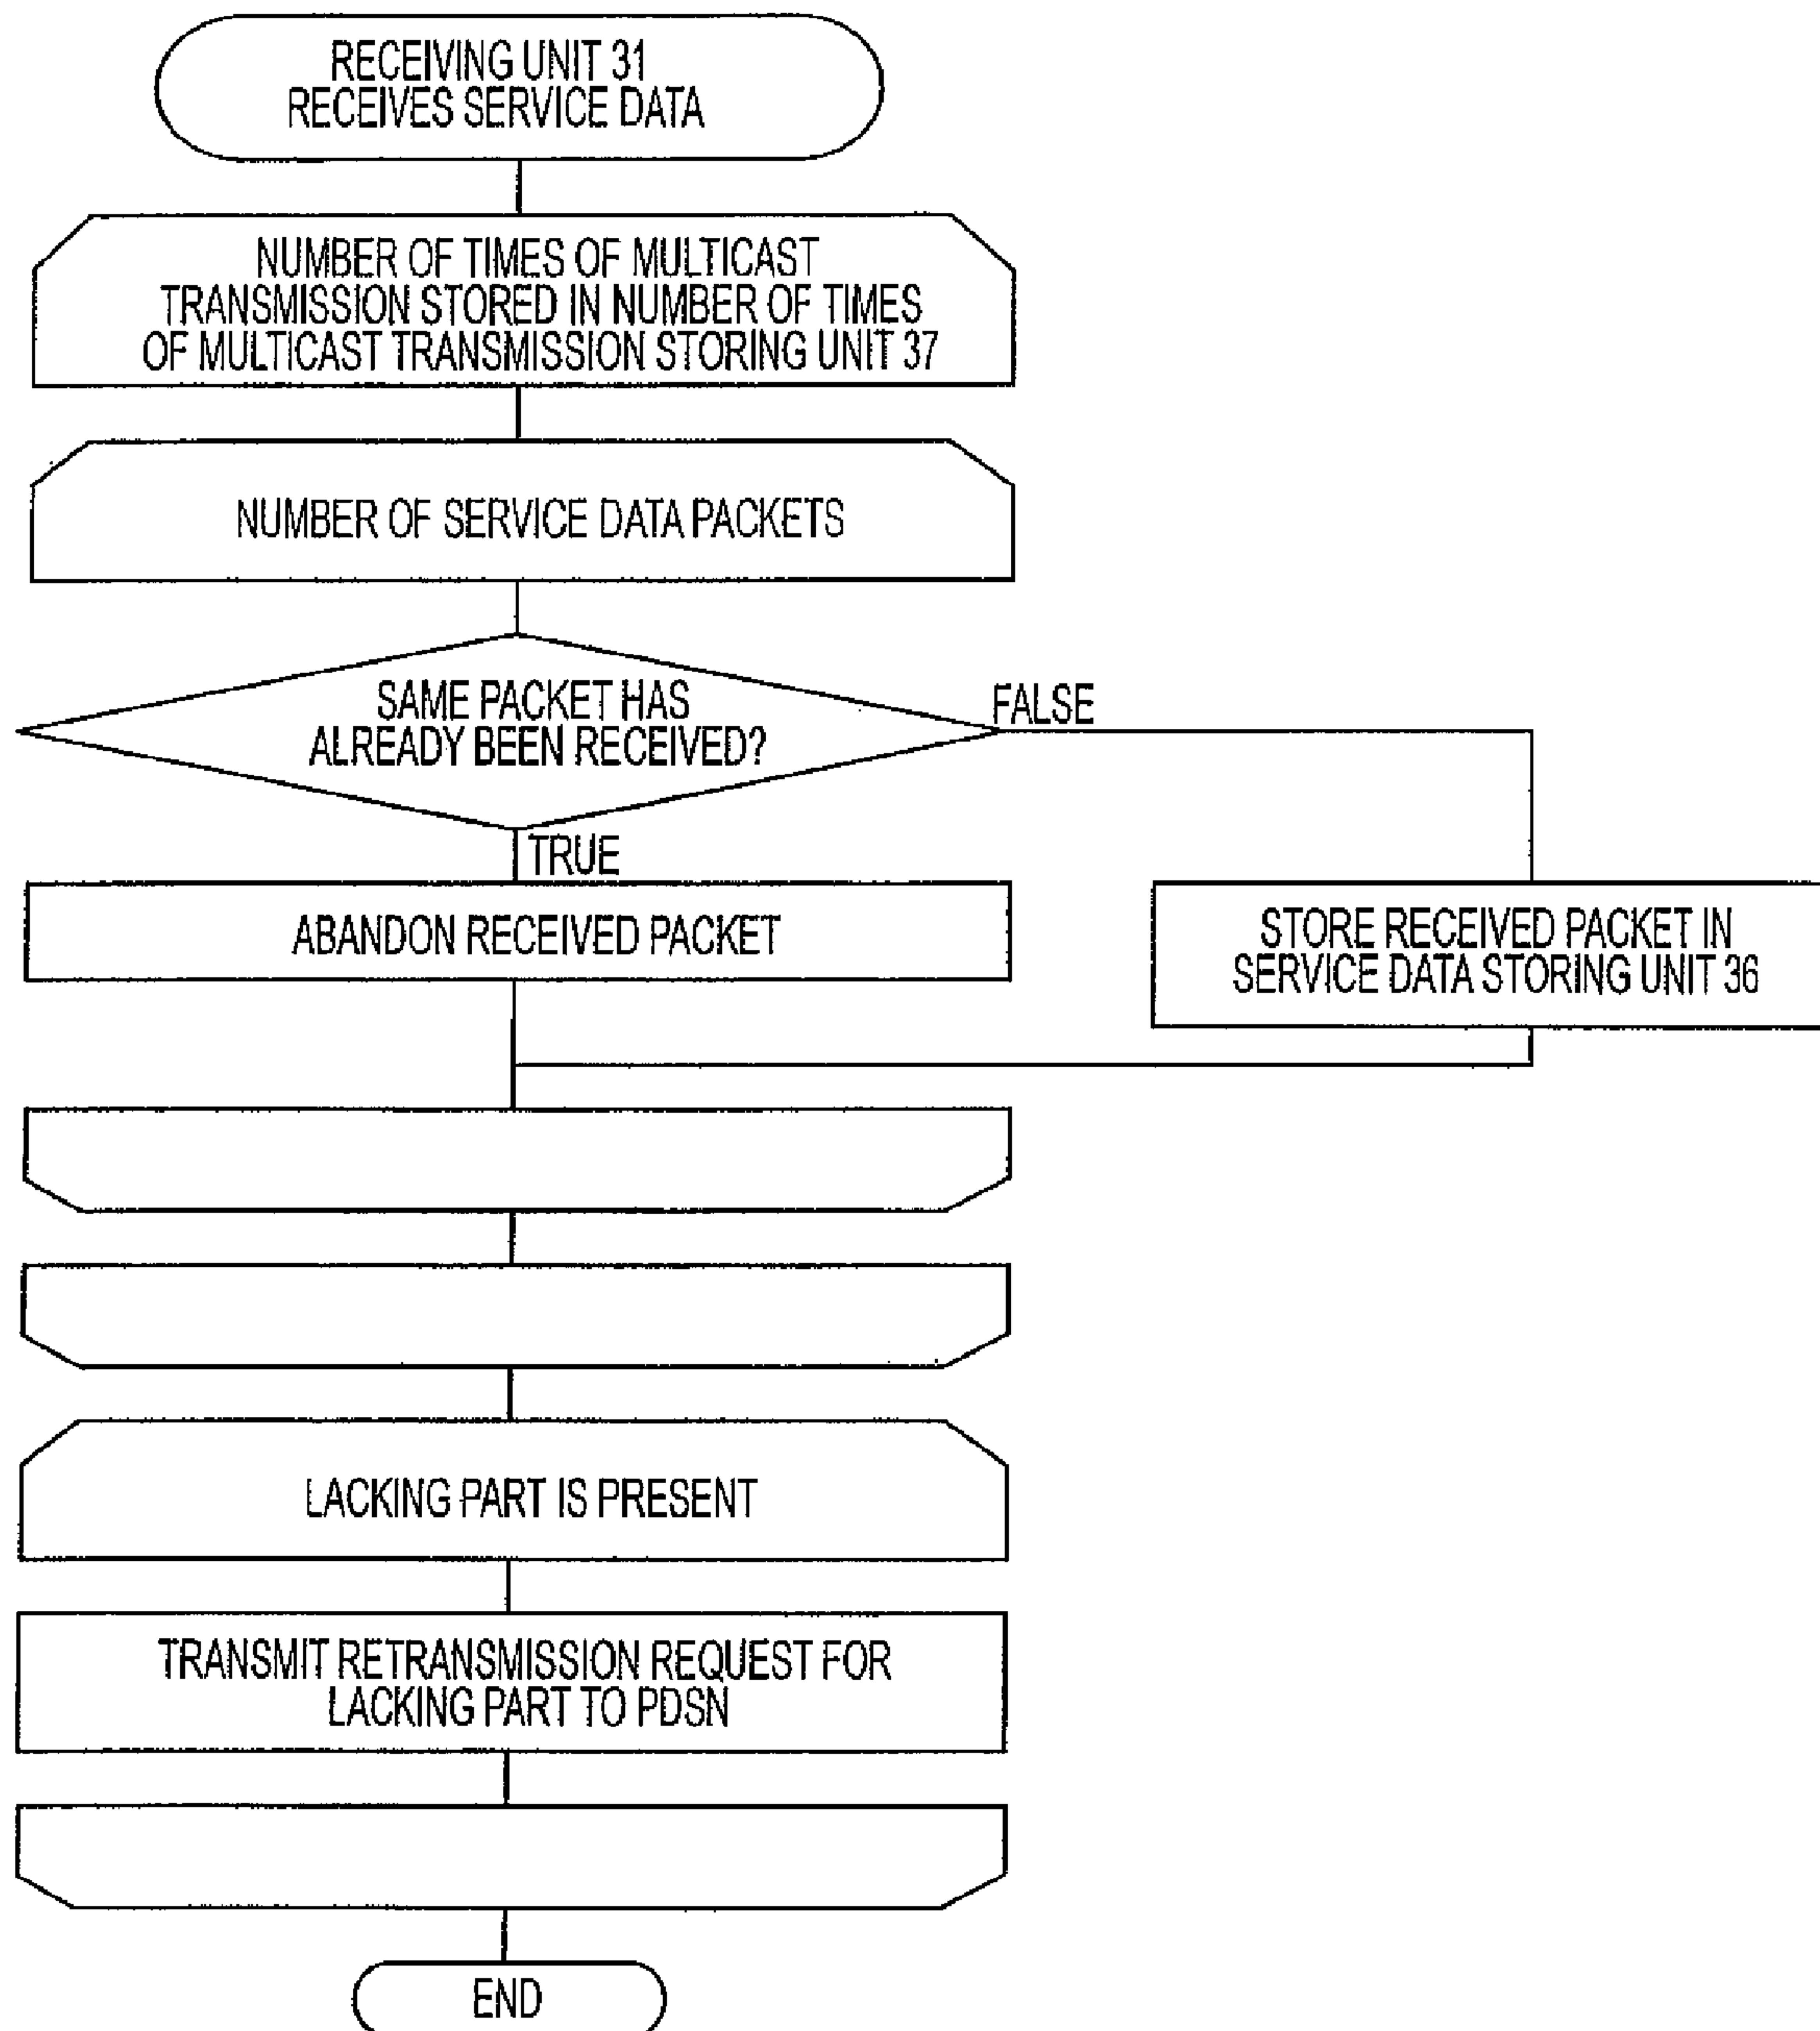 RECEIVING UNIT 31
RECEIVES SERVICE DATA
NUMBER OF TIMES OF MULTICAST
TRANSMISSION STORED IN NUMBER OF TIMES
OF MULTICAST TRANSMISSION STORING UNIT 37
NUMBER OF SERVICE DATA PACKETS
SAME PACKET HAS
ALREADY BEEN RECEIVED?
FALSE
TRUE
ABANDON RECEIVED PACKET
STORE RECEIVED PACKET IN
SERVICE DATA STORING UNIT 36
LACKING PART IS PRESENT
TRANSMIT RETRANSMISSION REQUEST FOR
LACKING PART TO PDSN
END